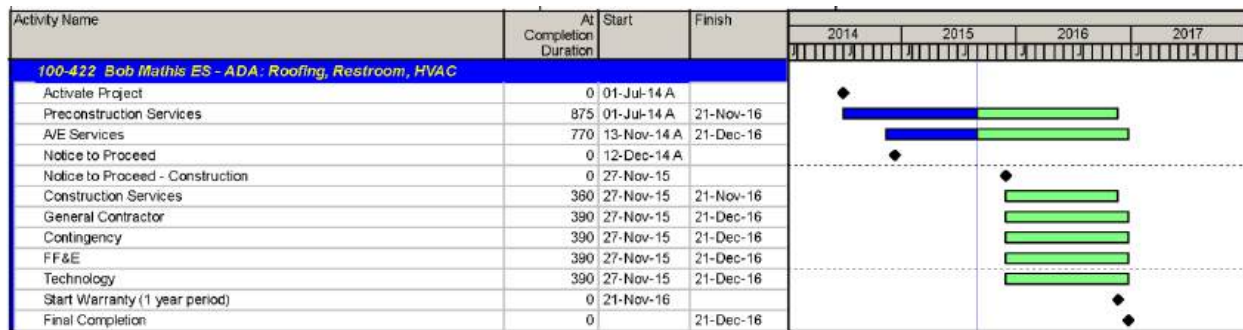 Activity Name At Completion Duration Start Finish 2014 2015 2016 2017
J J J J J J J
100-422 Bob Mathis ES - ADA: Roofing, Restroom, HVAC
Activate Project 0 01-Jul-14 A
Preconstruction Services 875 01-Jul-14 A 21-Nov-16
A/E Services 770 13-Nov-14 A 21-Dec-16
Notice to Proceed 0 12-Dec-14 A
Notice to Proceed - Construction 0 27-Nov-15
Construction Services 360 27-Nov-15 21-Nov-16
General Contractor 390 27-Nov-15 21-Dec-16
Contingency 390 27-Nov-15 21-Dec-16
FF&E 390 27-Nov-15 21-Dec-16
Technology 390 27-Nov-15 21-Dec-16
Start Warranty (1 year period) 0 21-Nov-16
Final Completion 0 21-Dec-16